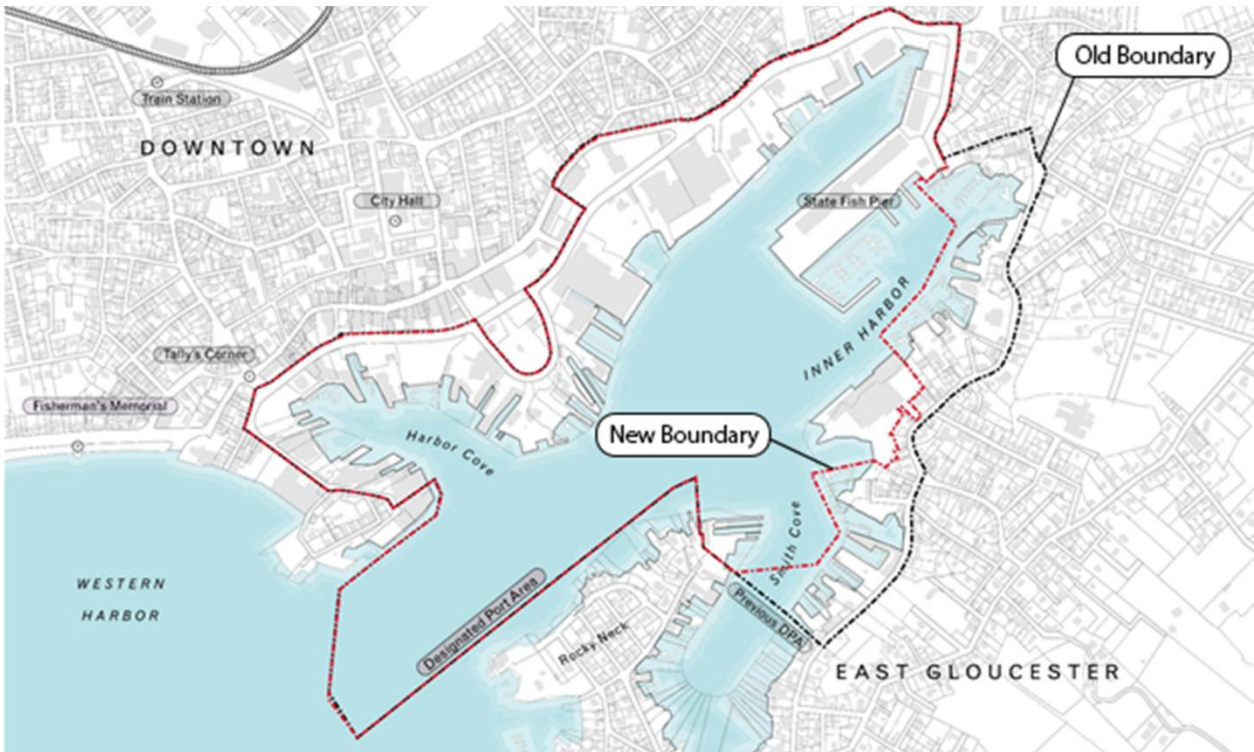 Old Boundary
Train Station
DOWNTOWN
City Hall
State Fish Pier
INNER HARBOR
Tally's Corner
Fisherman's Memorial
New Boundary
Harbor Cove
Smith Cove
WESTERN
HARBOR
Designated Port Area
Previous DPA
Rocky Neck
EAST GLOUCESTER